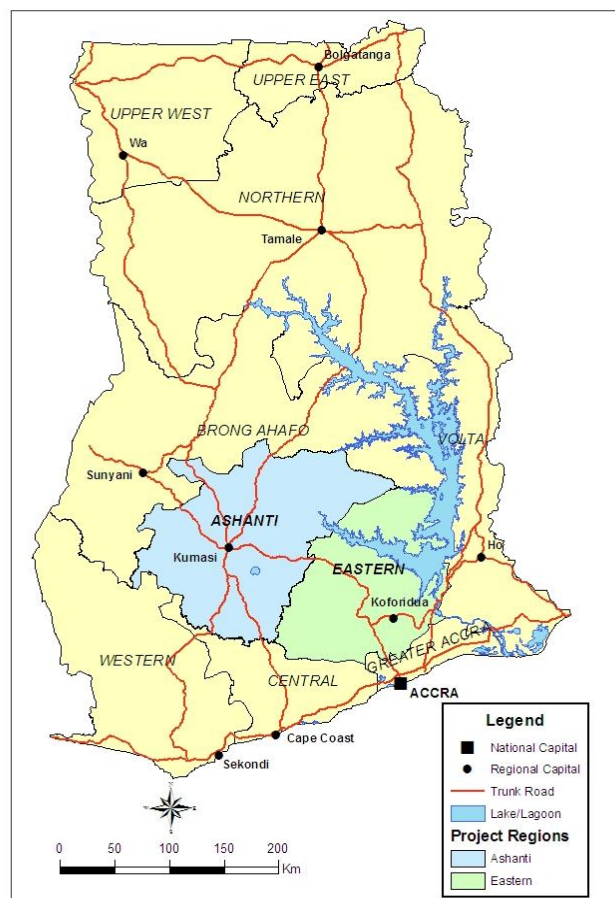 Bolgatanga
UPPER EAST
UPPER WEST
Wa
NORTHERN
Tamale
BRONG AHAFO
VOLTA
Sunyani
ASHANTI
Kumasi
Ho
EASTERN
Koforidua
GREATER ACCRA
WESTERN
CENTRAL
ACCRA
Cape Coast
Sekondi
Legend
National Capital
Regional Capital
Trunk Road
Lake/Lagoon
Project Regions
Ashanti
Eastern
0 50 100 150 200
Km